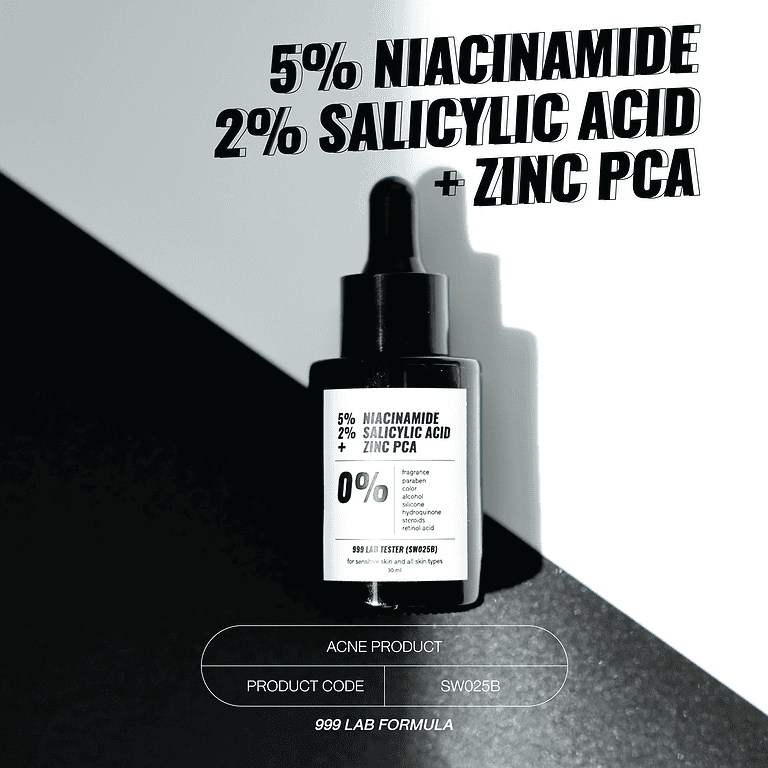 5% NIACINAMIDE
2% SALICYLIC ACID
+ ZINC PCA
5% NIACINAMIDE
2% SALICYLIC ACID
+ ZINC PCA
0%
fragrance
paraben
color
alcohol
silicone
hydroquinone
steroids
retinol acid
999 LAB TESTER (SW025B)
for sensitive skin and all skin types
30 ml
ACNE PRODUCT
PRODUCT CODE SW025B
999 LAB FORMULA